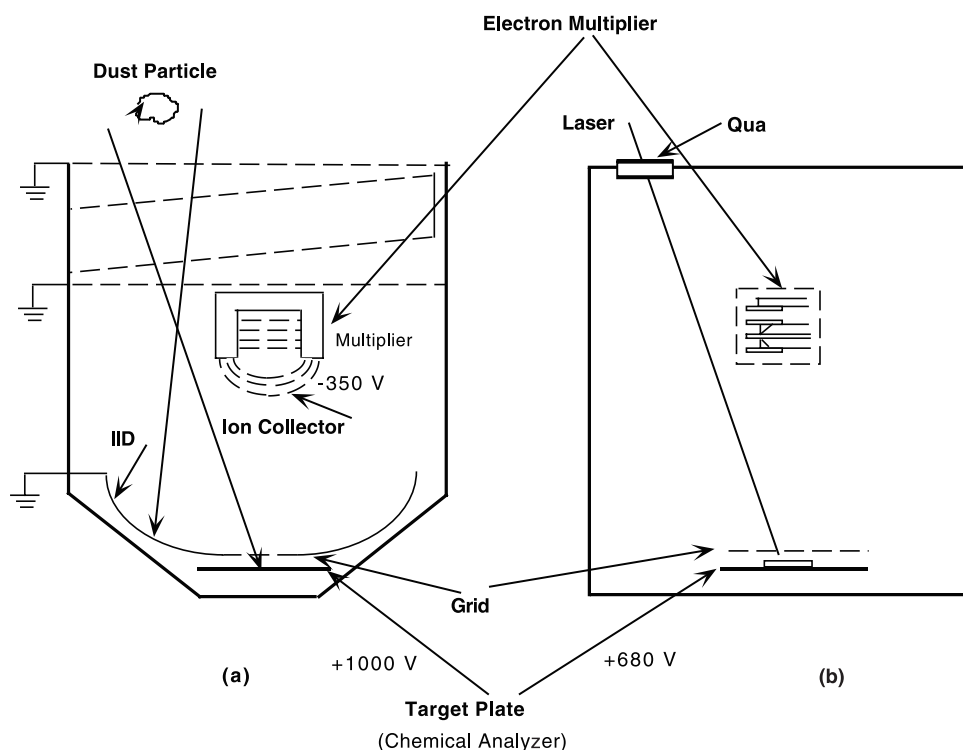 Electron Multiplier
Dust Particle
Laser
Qua
Multiplier
-350 V
Ion Collector
IID
Grid
+1000 V
+680 V
(a)
(b)
Target Plate
(Chemical Analyzer)